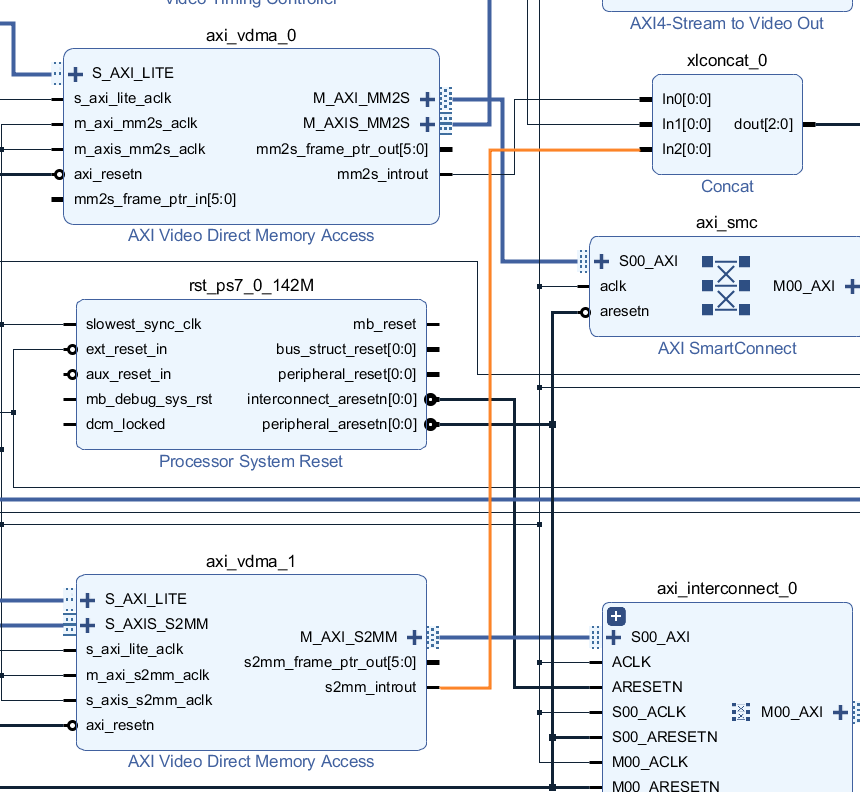 Video Timing Controller
AXI4-Stream to Video Out
axi_vdma_0
S_AXI_LITE
s_axi_lite_aclk
m_axi_mm2s_aclk
m_axis_mm2s_aclk
axi_resetn
mm2s_frame_ptr_in[5:0]
M_AXI_MM2S
M_AXIS_MM2S
mm2s_frame_ptr_out[5:0]
mm2s_introut
AXI Video Direct Memory Access
xlconcat_0
In0[0:0]
In1[0:0]
In2[0:0]
dout[2:0]
Concat
axi_smc
S00_AXI
aclk
aresetn
M00_AXI
AXI SmartConnect
rst_ps7_0_142M
slowest_sync_clk
ext_reset_in
aux_reset_in
mb_debug_sys_rst
dcm_locked
mb_reset
bus_struct_reset[0:0]
peripheral_reset[0:0]
interconnect_aresetn[0:0]
peripheral_aresetn[0:0]
Processor System Reset
axi_vdma_1
S_AXI_LITE
S_AXIS_S2MM
s_axi_lite_aclk
m_axi_s2mm_aclk
s_axis_s2mm_aclk
axi_resetn
M_AXI_S2MM
s2mm_frame_ptr_out[5:0]
s2mm_introut
AXI Video Direct Memory Access
axi_interconnect_0
S00_AXI
ACLK
ARESETN
S00_ACLK
S00_ARESETN
M00_ACLK
M00_ARESETN
M00_AXI